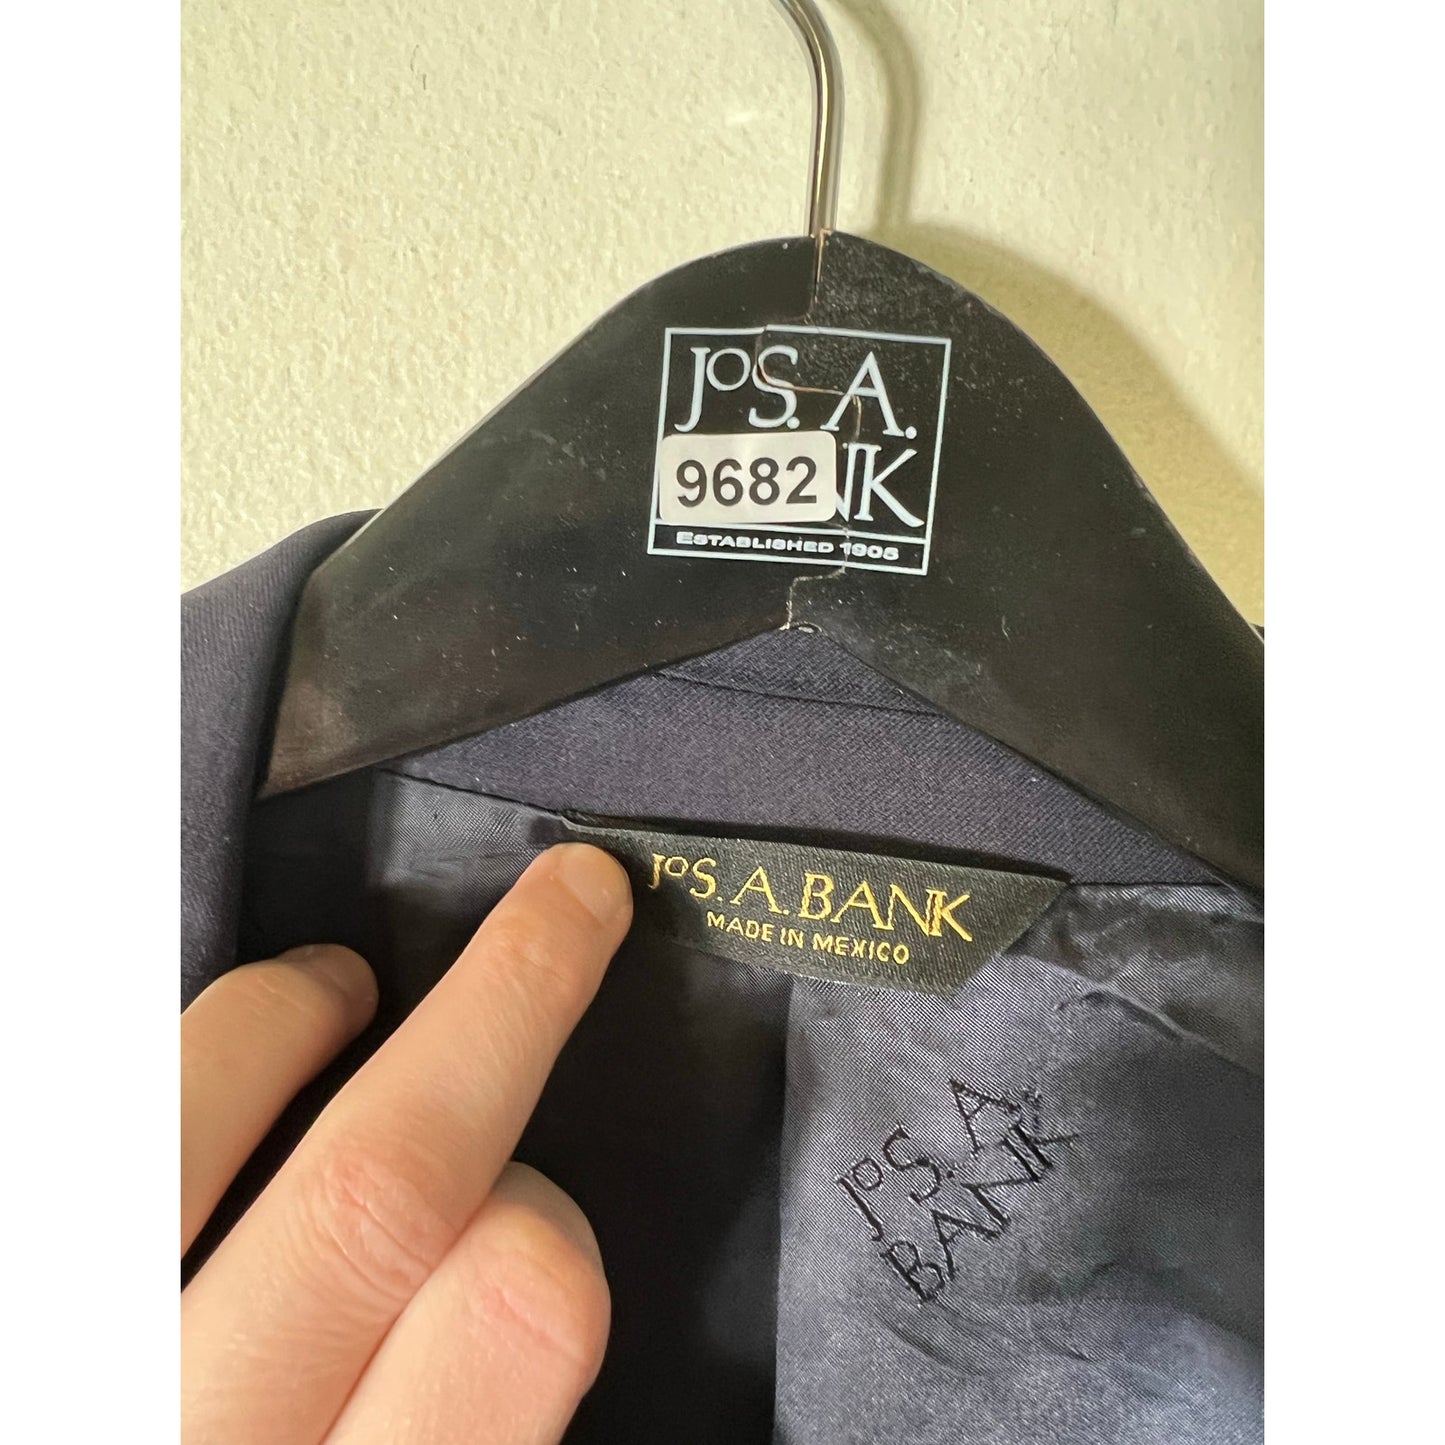 JOS. A.
9682 NK
ESTABLISHED 1905
JOS. A. BANK
MADE IN MEXICO
JOS. A.
BANK